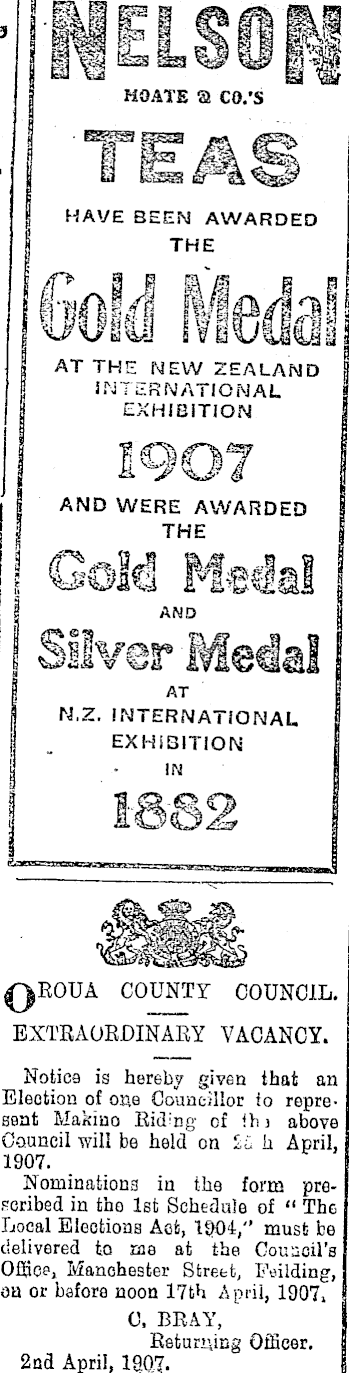 NELSON
MOATE & CO.'S
TEAS
HAVE BEEN AWARDED
THE
Gold Medal
AT THE NEW ZEALAND
INTERNATIONAL
EXHIBITION
1907
AND WERE AWARDED
THE
Gold Medal
AND
Silver Medal
AT
N.Z. INTERNATIONAL
EXHIBITION
IN
1882
OROUA COUNTY COUNCIL.
EXTRAORDINARY VACANCY.
Notice is hereby given that an
Election of one Councillor to repre-
sent Makino Riding of the above
Council will be held on April,
1907.
Nominations in the form pre-
scribed in the 1st Schedule of "The
Local Elections Act, 1904," must be
delivered to me at the Council's
Office, Manchester Street, Feilding,
on or before noon 17th April, 1907.
C, BRAY,
Returning Officer.
2nd April, 1907.